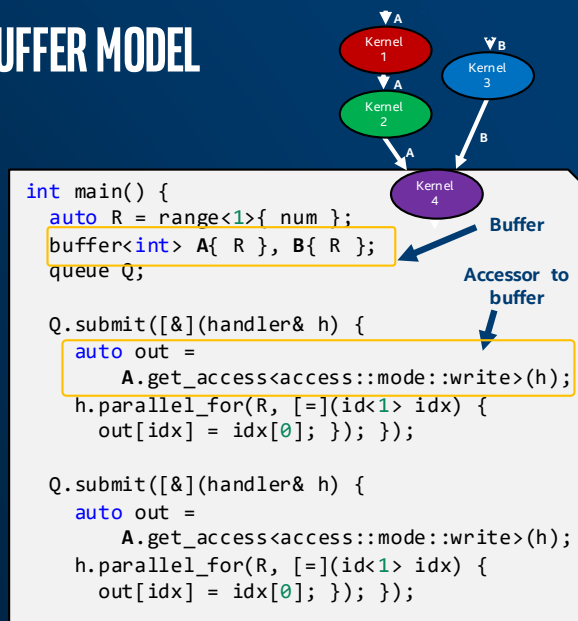 UFFER MODEL
A
Kernel
1
A
Kernel
2
A
B
Kernel
3
B
Kernel
4
int main() {
  auto R = range<1>{ num };
  buffer<int> A{ R }, B{ R };
  queue Q;
Buffer
Accessor to
buffer
  Q.submit([&](handler& h) {
    auto out =
        A.get_access<access::mode::write>(h);
    h.parallel_for(R, [=](id<1> idx) {
      out[idx] = idx[0]; }); });
  Q.submit([&](handler& h) {
    auto out =
        A.get_access<access::mode::write>(h);
    h.parallel_for(R, [=](id<1> idx) {
      out[idx] = idx[0]; }); });